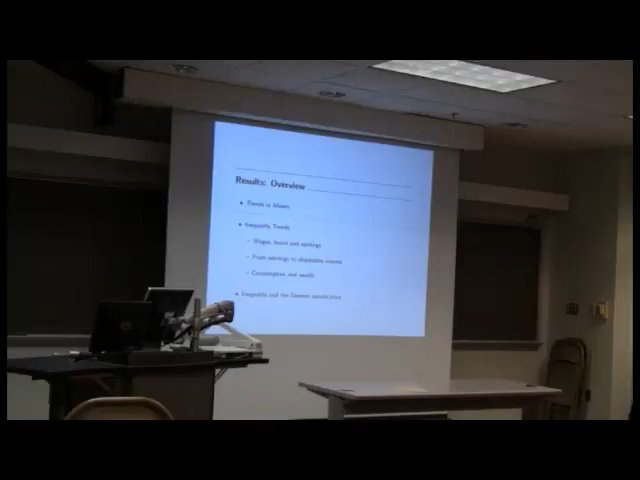 Results: Overview
• Trends in Means
• Inequality Trends
– Wages, hours and earnings
– From earnings to disposable income
– Consumption and wealth
• Inequality and the German reunification